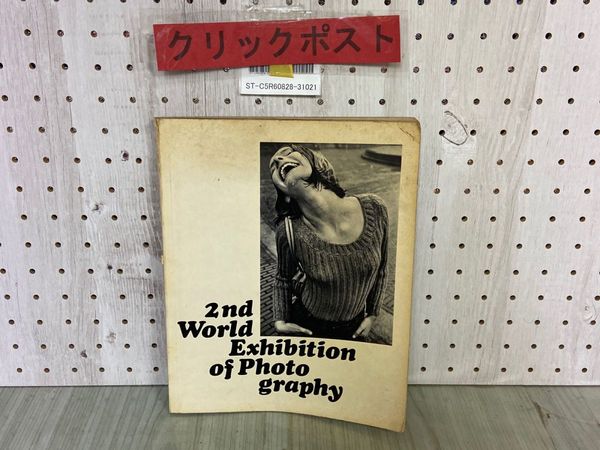 クリックポスト
ST-C5R60828-31021
2nd
World
Exhibition
of Photo
graphy